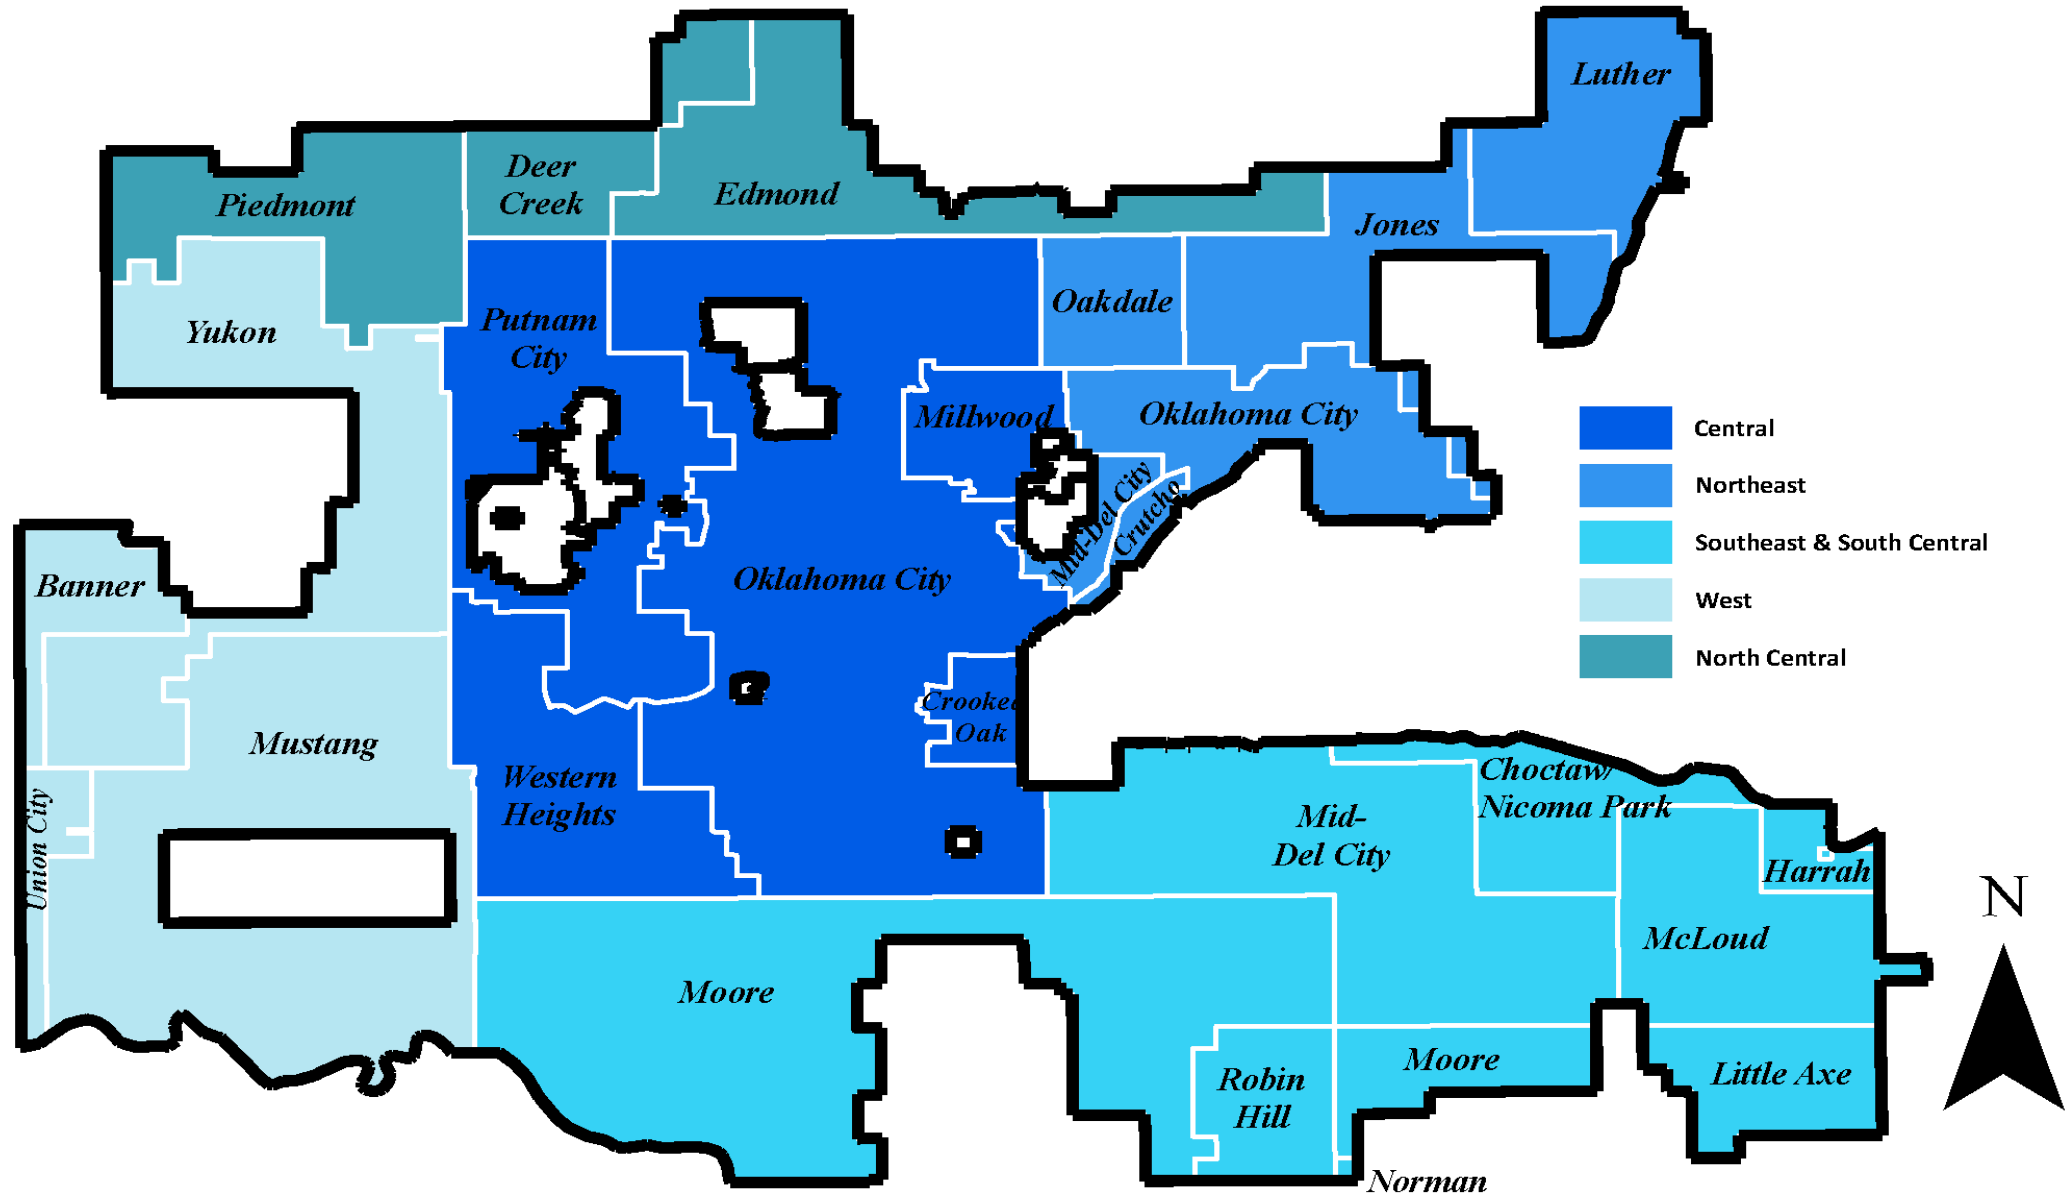 Luther
Deer
Creek
Piedmont
Edmond
Jones
Yukon
Putnam
City
Oakdale
Millwood
Oklahoma City
Central
Northeast
Mid-Del City
Crutcho
Southeast & South Central
Banner
Oklahoma City
West
North Central
Crooked
Oak
Mustang
Western
Heights
Choctaw/
Nicoma Park
Mid-
Del City
Union City
Harrah
N
McLoud
Moore
Moore
Robin
Hill
Little Axe
Norman